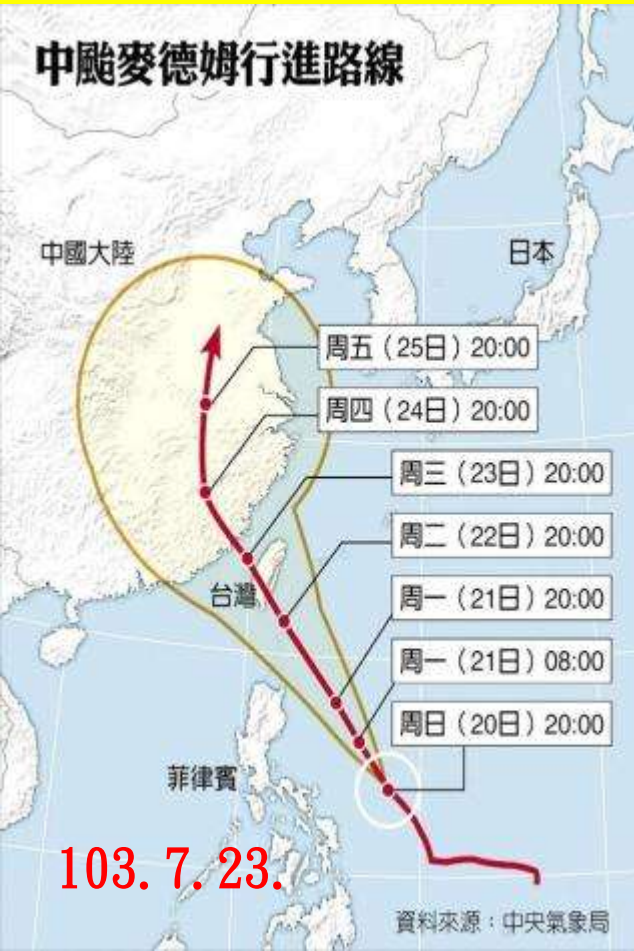 中颱麥德姆行進路線
中國大陸
日本
周五（25日）20:00
周四（24日）20:00
周三（23日）20:00
周二（22日）20:00
台灣
周一（21日）20:00
周一（21日）08:00
周日（20日）20:00
菲律賓
103.7.23.
資料來源：中央氣象局